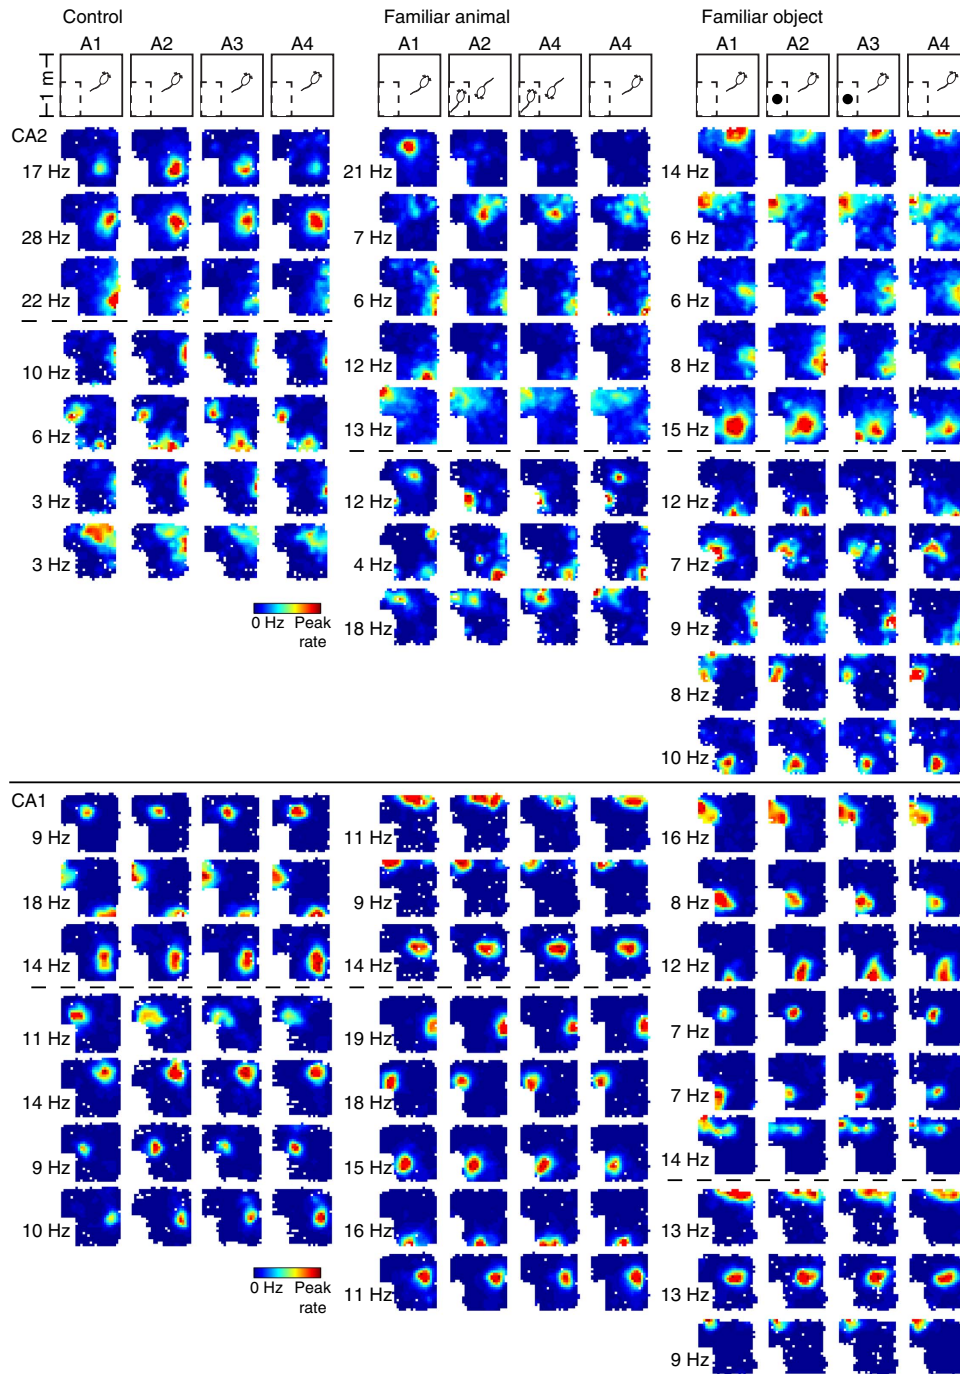 Control Familiar animal Familiar object
A1 A2 A3 A4 A1 A2 A4 A4 A1 A2 A3 A4
1 m
CA2
17 Hz 21 Hz 14 Hz
28 Hz 7 Hz 6 Hz
22 Hz 6 Hz 6 Hz
10 Hz 12 Hz 8 Hz
6 Hz 13 Hz 15 Hz
3 Hz 12 Hz 12 Hz
3 Hz 4 Hz 7 Hz
0 Hz Peak rate 18 Hz 9 Hz
8 Hz
10 Hz
CA1
9 Hz 11 Hz 16 Hz
18 Hz 9 Hz 8 Hz
14 Hz 14 Hz 12 Hz
11 Hz 19 Hz 7 Hz
14 Hz 18 Hz 7 Hz
9 Hz 15 Hz 14 Hz
10 Hz 16 Hz 13 Hz
0 Hz Peak rate 11 Hz 13 Hz
9 Hz